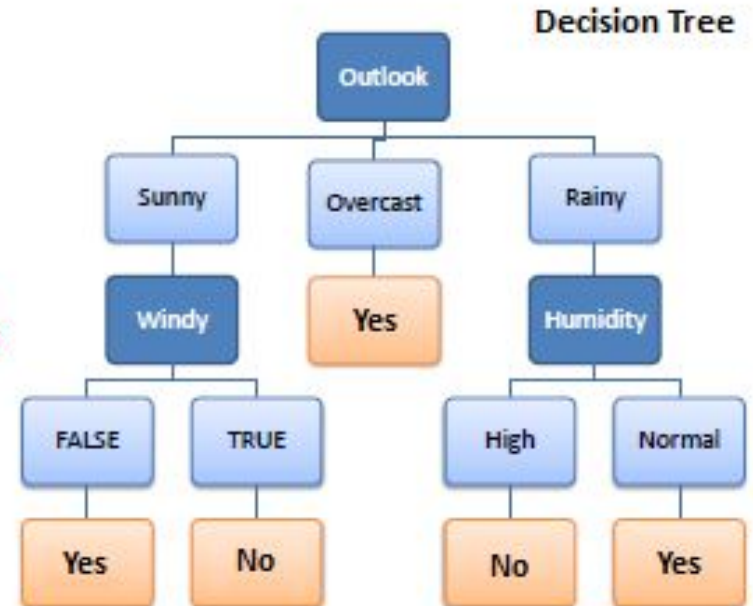 Decision Tree
Outlook
Sunny
Overcast
Rainy
Windy
Yes
Humidity
FALSE
TRUE
High
Normal
Yes
No
No
Yes